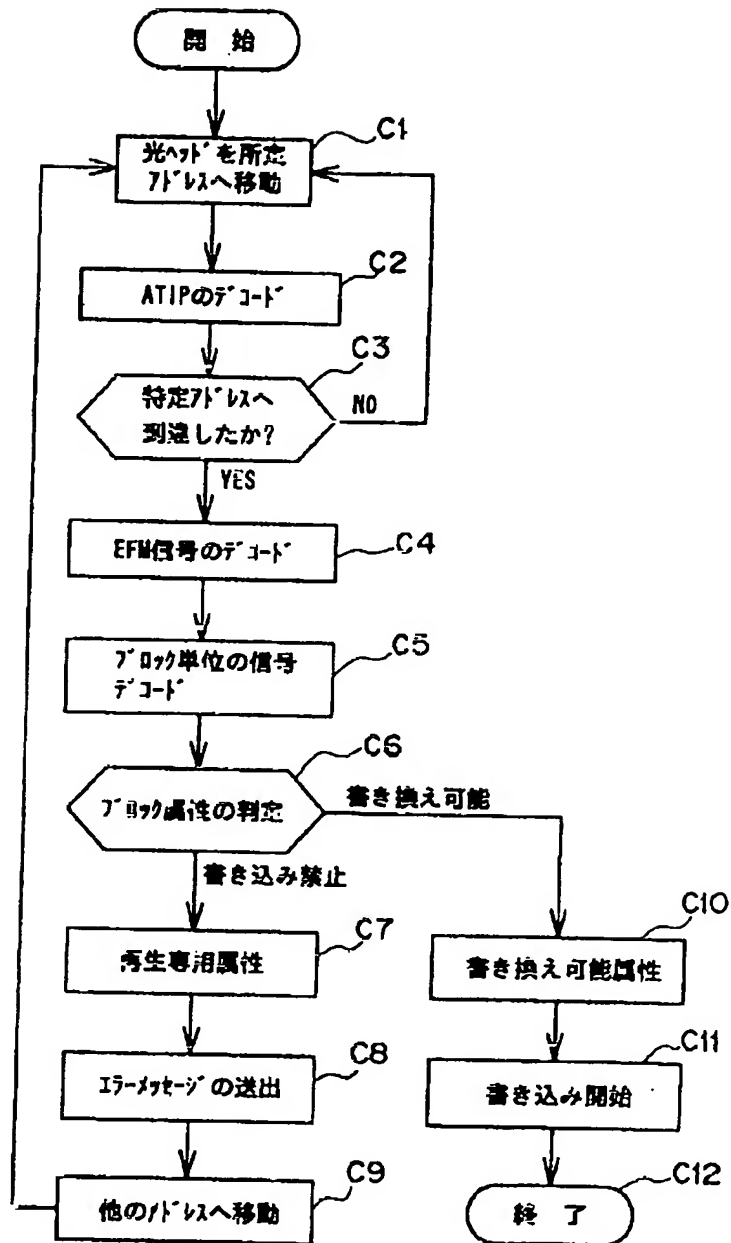 開 始
C1
光ヘッドを所定
アドレスへ移動
C2
ATIPのデコード
C3
特定アドレスへ
到達したか?
NO
YES
EFM信号のデコード
C4
ブロック単位の信号
デコード
C5
C6
ブロック属性の判定
書き換え可能
書き込み禁止
C7
再生専用属性
C10
書き換え可能属性
C8
エラーメッセージの送出
C11
書き込み開始
C9
他のアドレスへ移動
C12
終 了